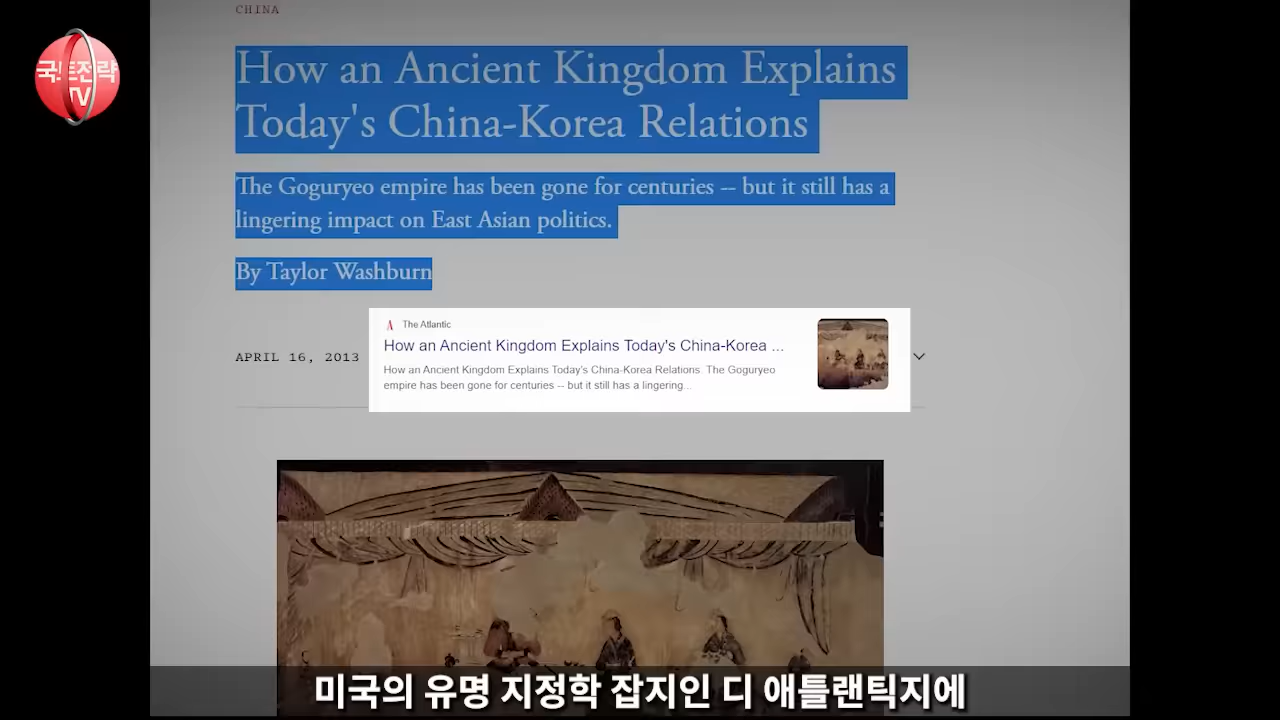 CHINA
국토전략
TV
How an Ancient Kingdom Explains
Today's China-Korea Relations
The Goguryeo empire has been gone for centuries -- but it still has a
lingering impact on East Asian politics.
By Taylor Washburn
APRIL 16, 2013
The Atlantic
How an Ancient Kingdom Explains Today's China-Korea ...
How an Ancient Kingdom Explains Today's China-Korea Relations. The Goguryeo
empire has been gone for centuries -- but it still has a lingering...
미국의 유명 지정학 잡지인 디 애틀랜틱지에